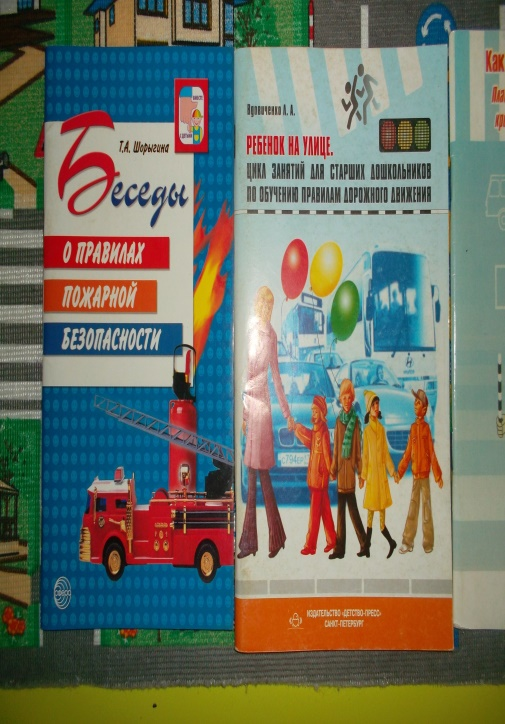 Т.А. Шорыгина
Беседы
О ПРАВИЛАХ
ПОЖАРНОЙ
БЕЗОПАСНОСТИ
Вдовиченко Л. А.
РЕБЕНОК НА УЛИЦЕ.
ЦИКЛ ЗАНЯТИЙ ДЛЯ СТАРШИХ ДОШКОЛЬНИКОВ
ПО ОБУЧЕНИЮ ПРАВИЛАМ ДОРОЖНОГО ДВИЖЕНИЯ
ИЗДАТЕЛЬСТВО «ДЕТСТВО-ПРЕСС»
САНКТ-ПЕТЕРБУРГ
Как